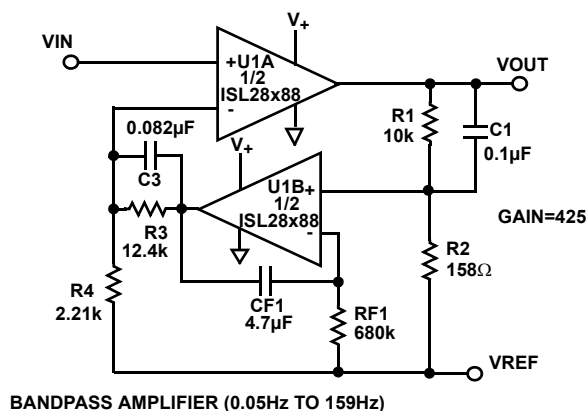 V+
VIN
VOUT
+U1A
1/2
ISL28x88
-
R1
10k
C1
0.1µF
0.082µF
C3
V+
U1B+
1/2
ISL28x88
-
GAIN=425
R3
12.4k
R2
158Ω
R4
2.21k
CF1
4.7µF
RF1
680k
VREF
BANDPASS AMPLIFIER (0.05Hz TO 159Hz)